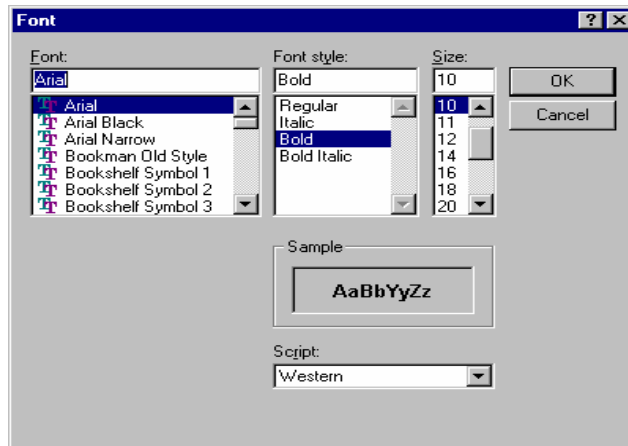 Font
Font: Font style: Size:
Arial Bold 10 OK
Arial Regular 10 Cancel
Arial Black Italic 11
Arial Narrow Bold 12
Bookman Old Style Bold Italic 14
Bookshelf Symbol 1 16
Bookshelf Symbol 2 18
Bookshelf Symbol 3 20
Sample
AaBbYyZz
Script:
Western